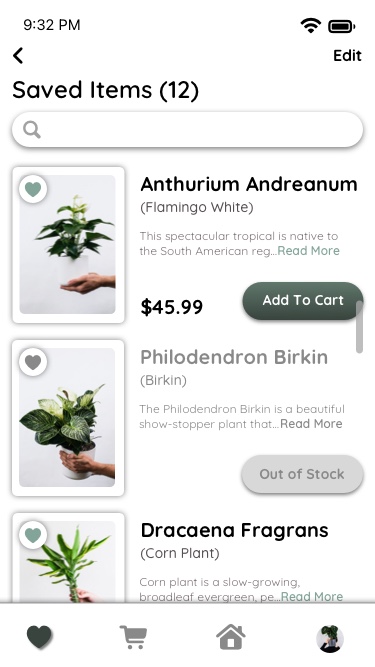 9:32 PM
Edit
Saved Items (12)
Anthurium Andreanum
(Flamingo White)
This spectacular tropical is native to
the South American reg...Read More
$45.99
Add To Cart
Philodendron Birkin
(Birkin)
The Philodendron Birkin is a beautiful
show-stopper plant that...Read More
Out of Stock
Dracaena Fragrans
(Corn Plant)
Corn plant is a slow-growing,
broadleaf evergreen, pe...Read More